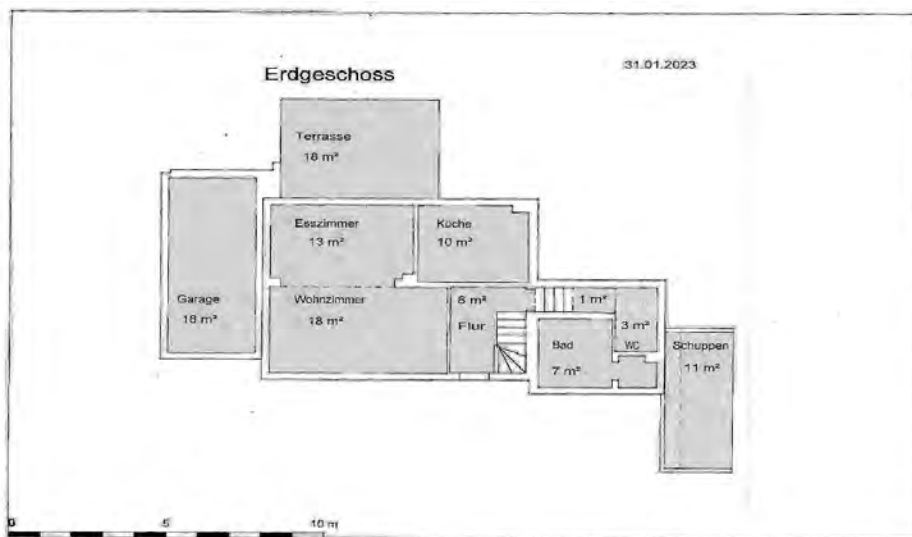 31.01.2023
Erdgeschoss
Terrasse
18 m²
Esszimmer
13 m²
Küche
10 m²
Garage
18 m²
Wohnzimmer
18 m²
6 m²
Flur
1 m²
3 m²
WC
Bad
7 m²
Schuppen
11 m²
0 5 10 m